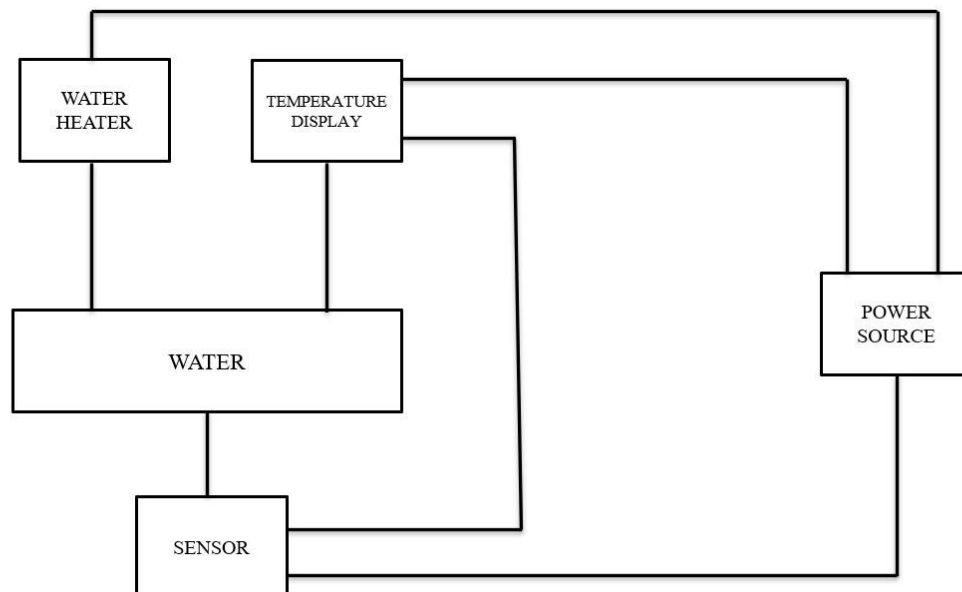 WATER
HEATER
TEMPERATURE
DISPLAY
POWER
SOURCE
WATER
SENSOR